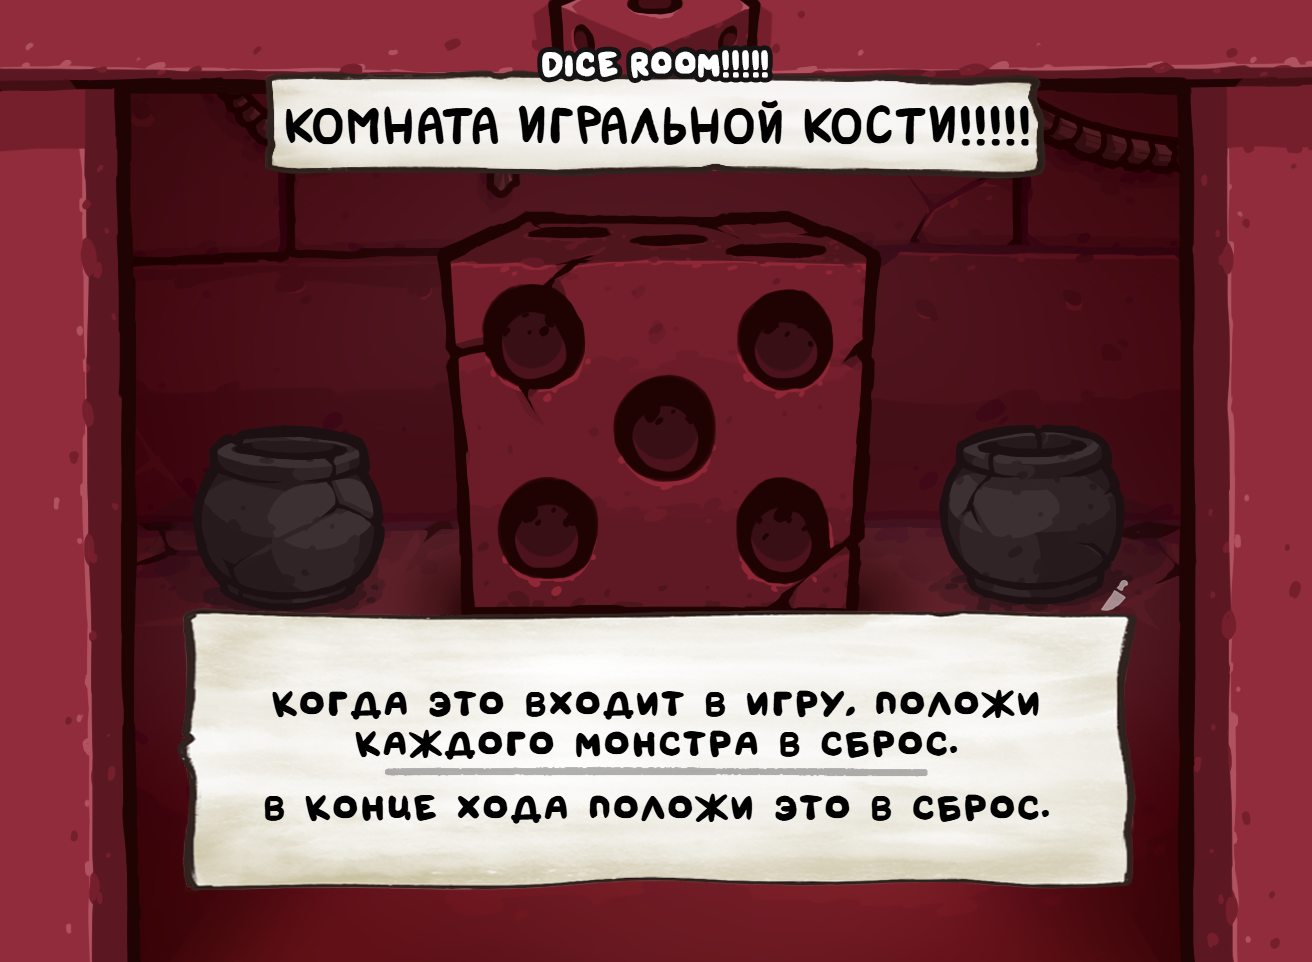 DICE ROOM!!!!!
КОМНАТА ИГРАЛЬНОЙ КОСТИ!!!!!
КОГДА ЭТО ВХОДИТ В ИГРУ, ПОЛОЖИ
КАЖДОГО МОНСТРА В СБРОС.
В КОНЦЕ ХОДА ПОЛОЖИ ЭТО В СБРОС.